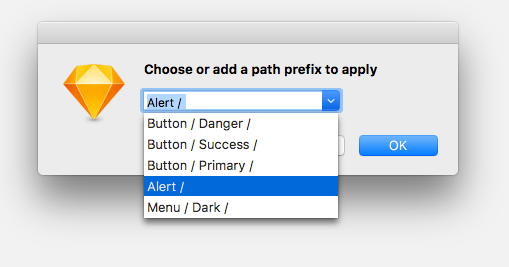 Choose or add a path prefix to apply
Alert /
Button / Danger /
Button / Success /
Button / Primary /
Alert /
Menu / Dark /
OK